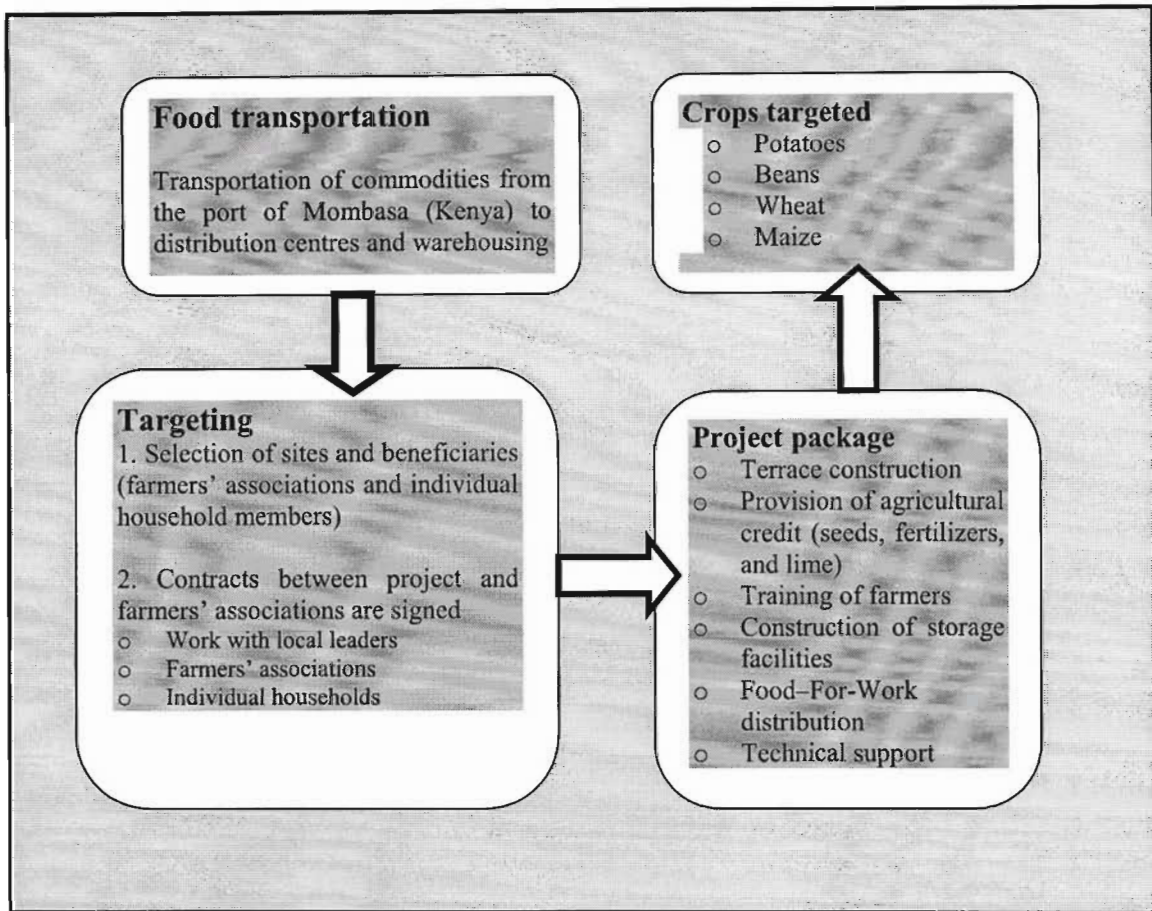 Food transportation
Transportation of commodities from
the port of Mombasa (Kenya) to
distribution centres and warehousing
Targeting
1. Selection of sites and beneficiaries
(farmers' associations and individual
household members)
2. Contracts between project and
farmers' associations are signed
o Work with local leaders
o Farmers' associations
o Individual households
Project package
o Terrace construction
o Provision of agricultural
credit (seeds, fertilizers,
and lime)
o Training of farmers
o Construction of storage
facilities
o Food–For-Work
distribution
o Technical support
Crops targeted
o Potatoes
o Beans
o Wheat
o Maize